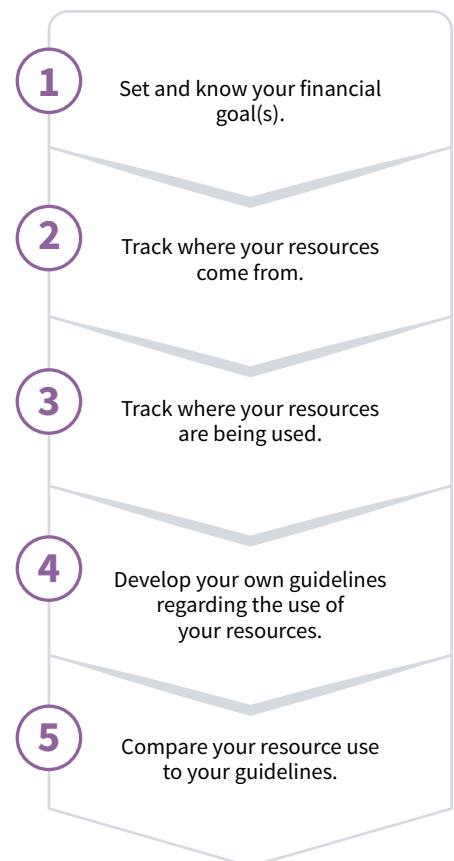 1
Set and know your financial
goal(s).
2
Track where your resources
come from.
3
Track where your resources
are being used.
4
Develop your own guidelines
regarding the use of
your resources.
5
Compare your resource use
to your guidelines.